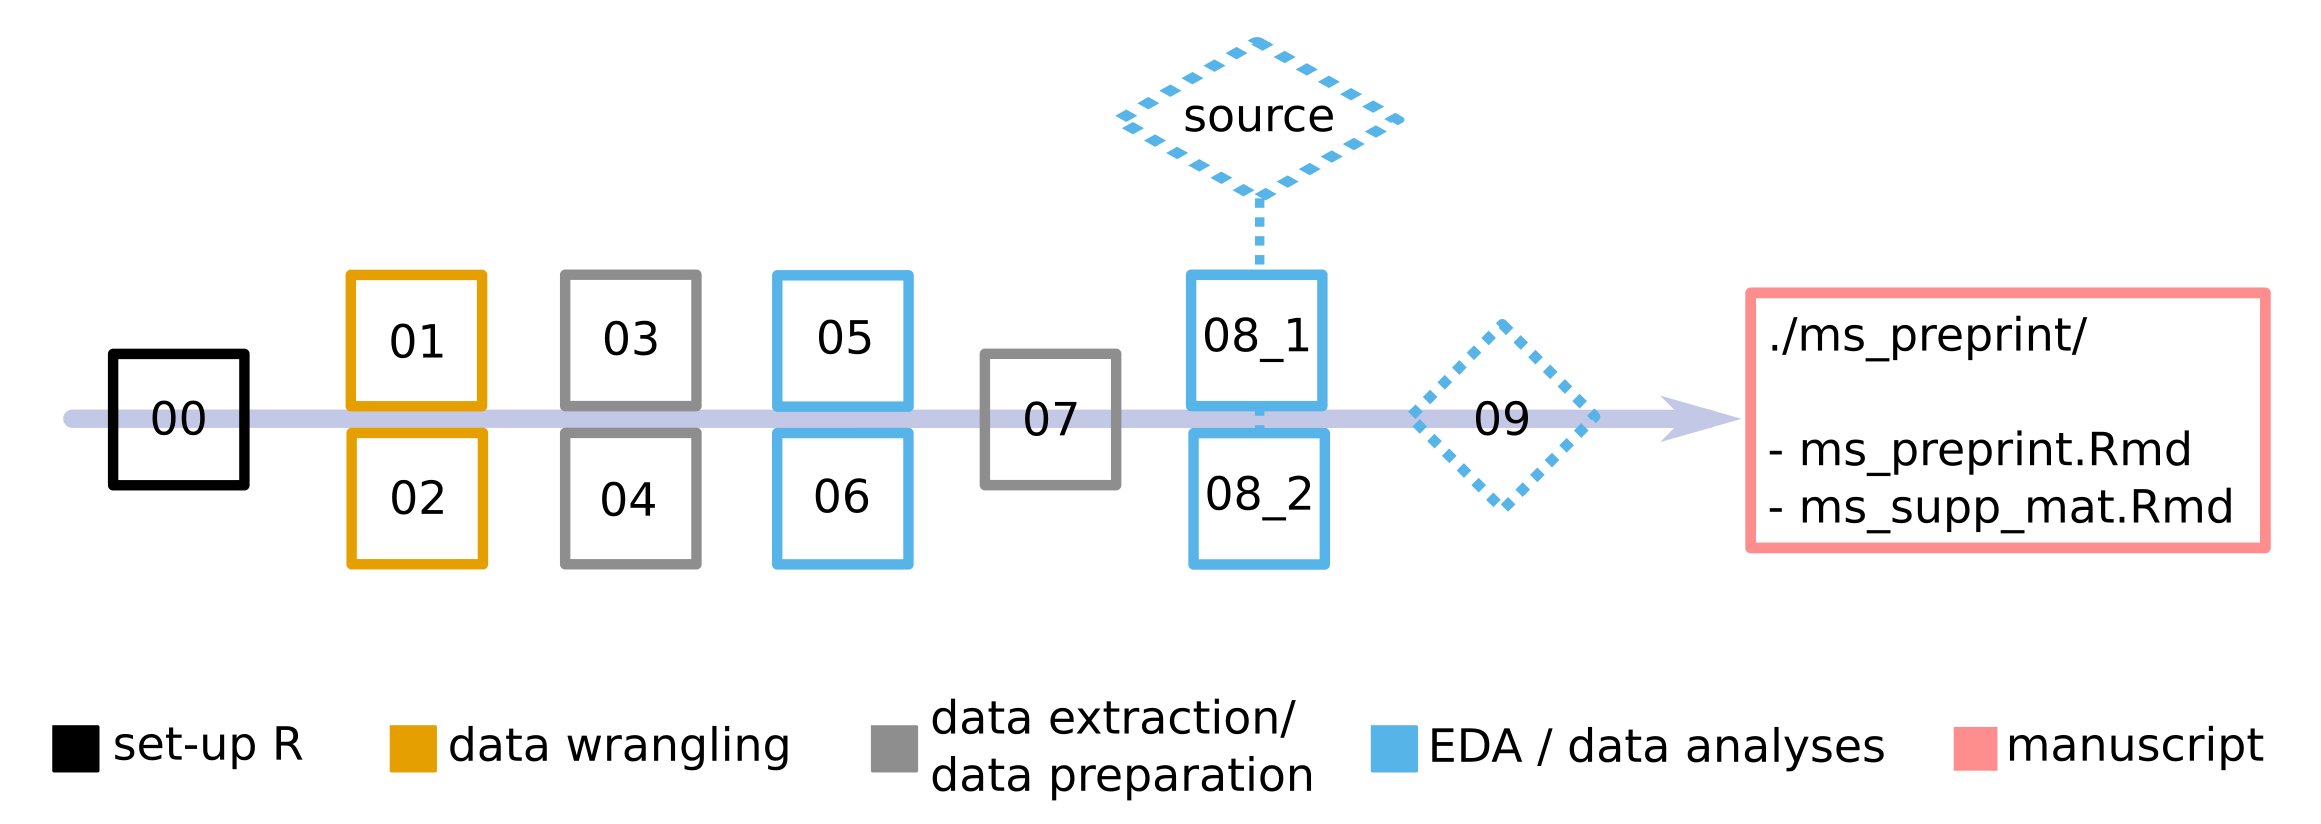 source
01
03
05
08_1
00
07
09
02
04
06
08_2
./ms_preprint/
- ms_preprint.Rmd
- ms_supp_mat.Rmd
set-up R
data wrangling
data extraction/
data preparation
EDA / data analyses
manuscript